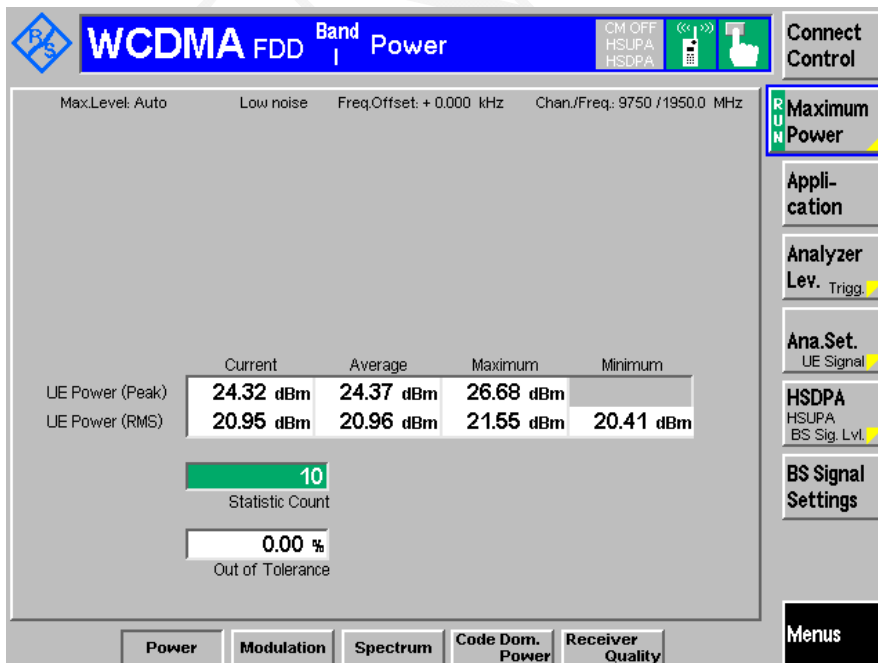 R&S WCDMA FDD Band I Power CM OFF HSUPA HSDPA Connect Control
Max.Level: Auto Low noise Freq.Offset: + 0.000 kHz Chan./Freq.: 9750 / 1950.0 MHz
RUN Maximum Power
Appli-
cation
Analyzer
Lev. Trigg.
Ana.Set.
UE Signal
Current Average Maximum Minimum
UE Power (Peak) 24.32 dBm 24.37 dBm 26.68 dBm
UE Power (RMS) 20.95 dBm 20.96 dBm 21.55 dBm 20.41 dBm
HSDPA
HSUPA
BS Sig. Lvl.
10
Statistic Count
BS Signal
Settings
0.00 %
Out of Tolerance
Power Modulation Spectrum Code Dom. Power Receiver Quality Menus